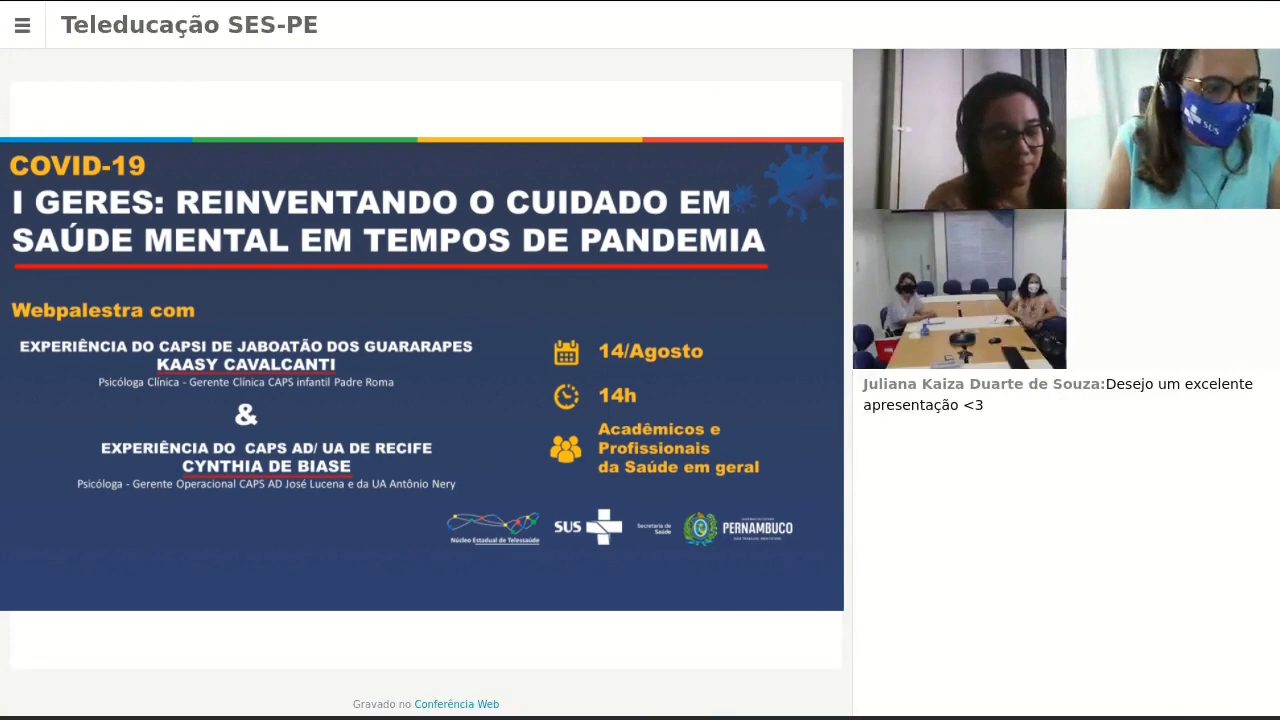 Teleducação SES-PE
COVID-19
I GERES: REINVENTANDO O CUIDADO EM
SAÚDE MENTAL EM TEMPOS DE PANDEMIA
Webpalestra com
EXPERIÊNCIA DO CAPSI DE JABOATÃO DOS GUARARAPES
KAASY CAVALCANTI
Psicóloga Clínica - Gerente Clínica CAPS infantil Padre Roma
&
EXPERIÊNCIA DO CAPS AD/ UA DE RECIFE
CYNTHIA DE BIASE
Psicóloga - Gerente Operacional CAPS AD José Lucena e da UA Antônio Nery
14/Agosto
14h
Acadêmicos e
Profissionais
da Saúde em geral
Núcleo Estadual de Telessaúde
SUS
Secretaria de
Saúde
PERNAMBUCO
SUS
Juliana Kaiza Duarte de Souza:Desejo um excelente
apresentação <3
Gravado no Conferência Web